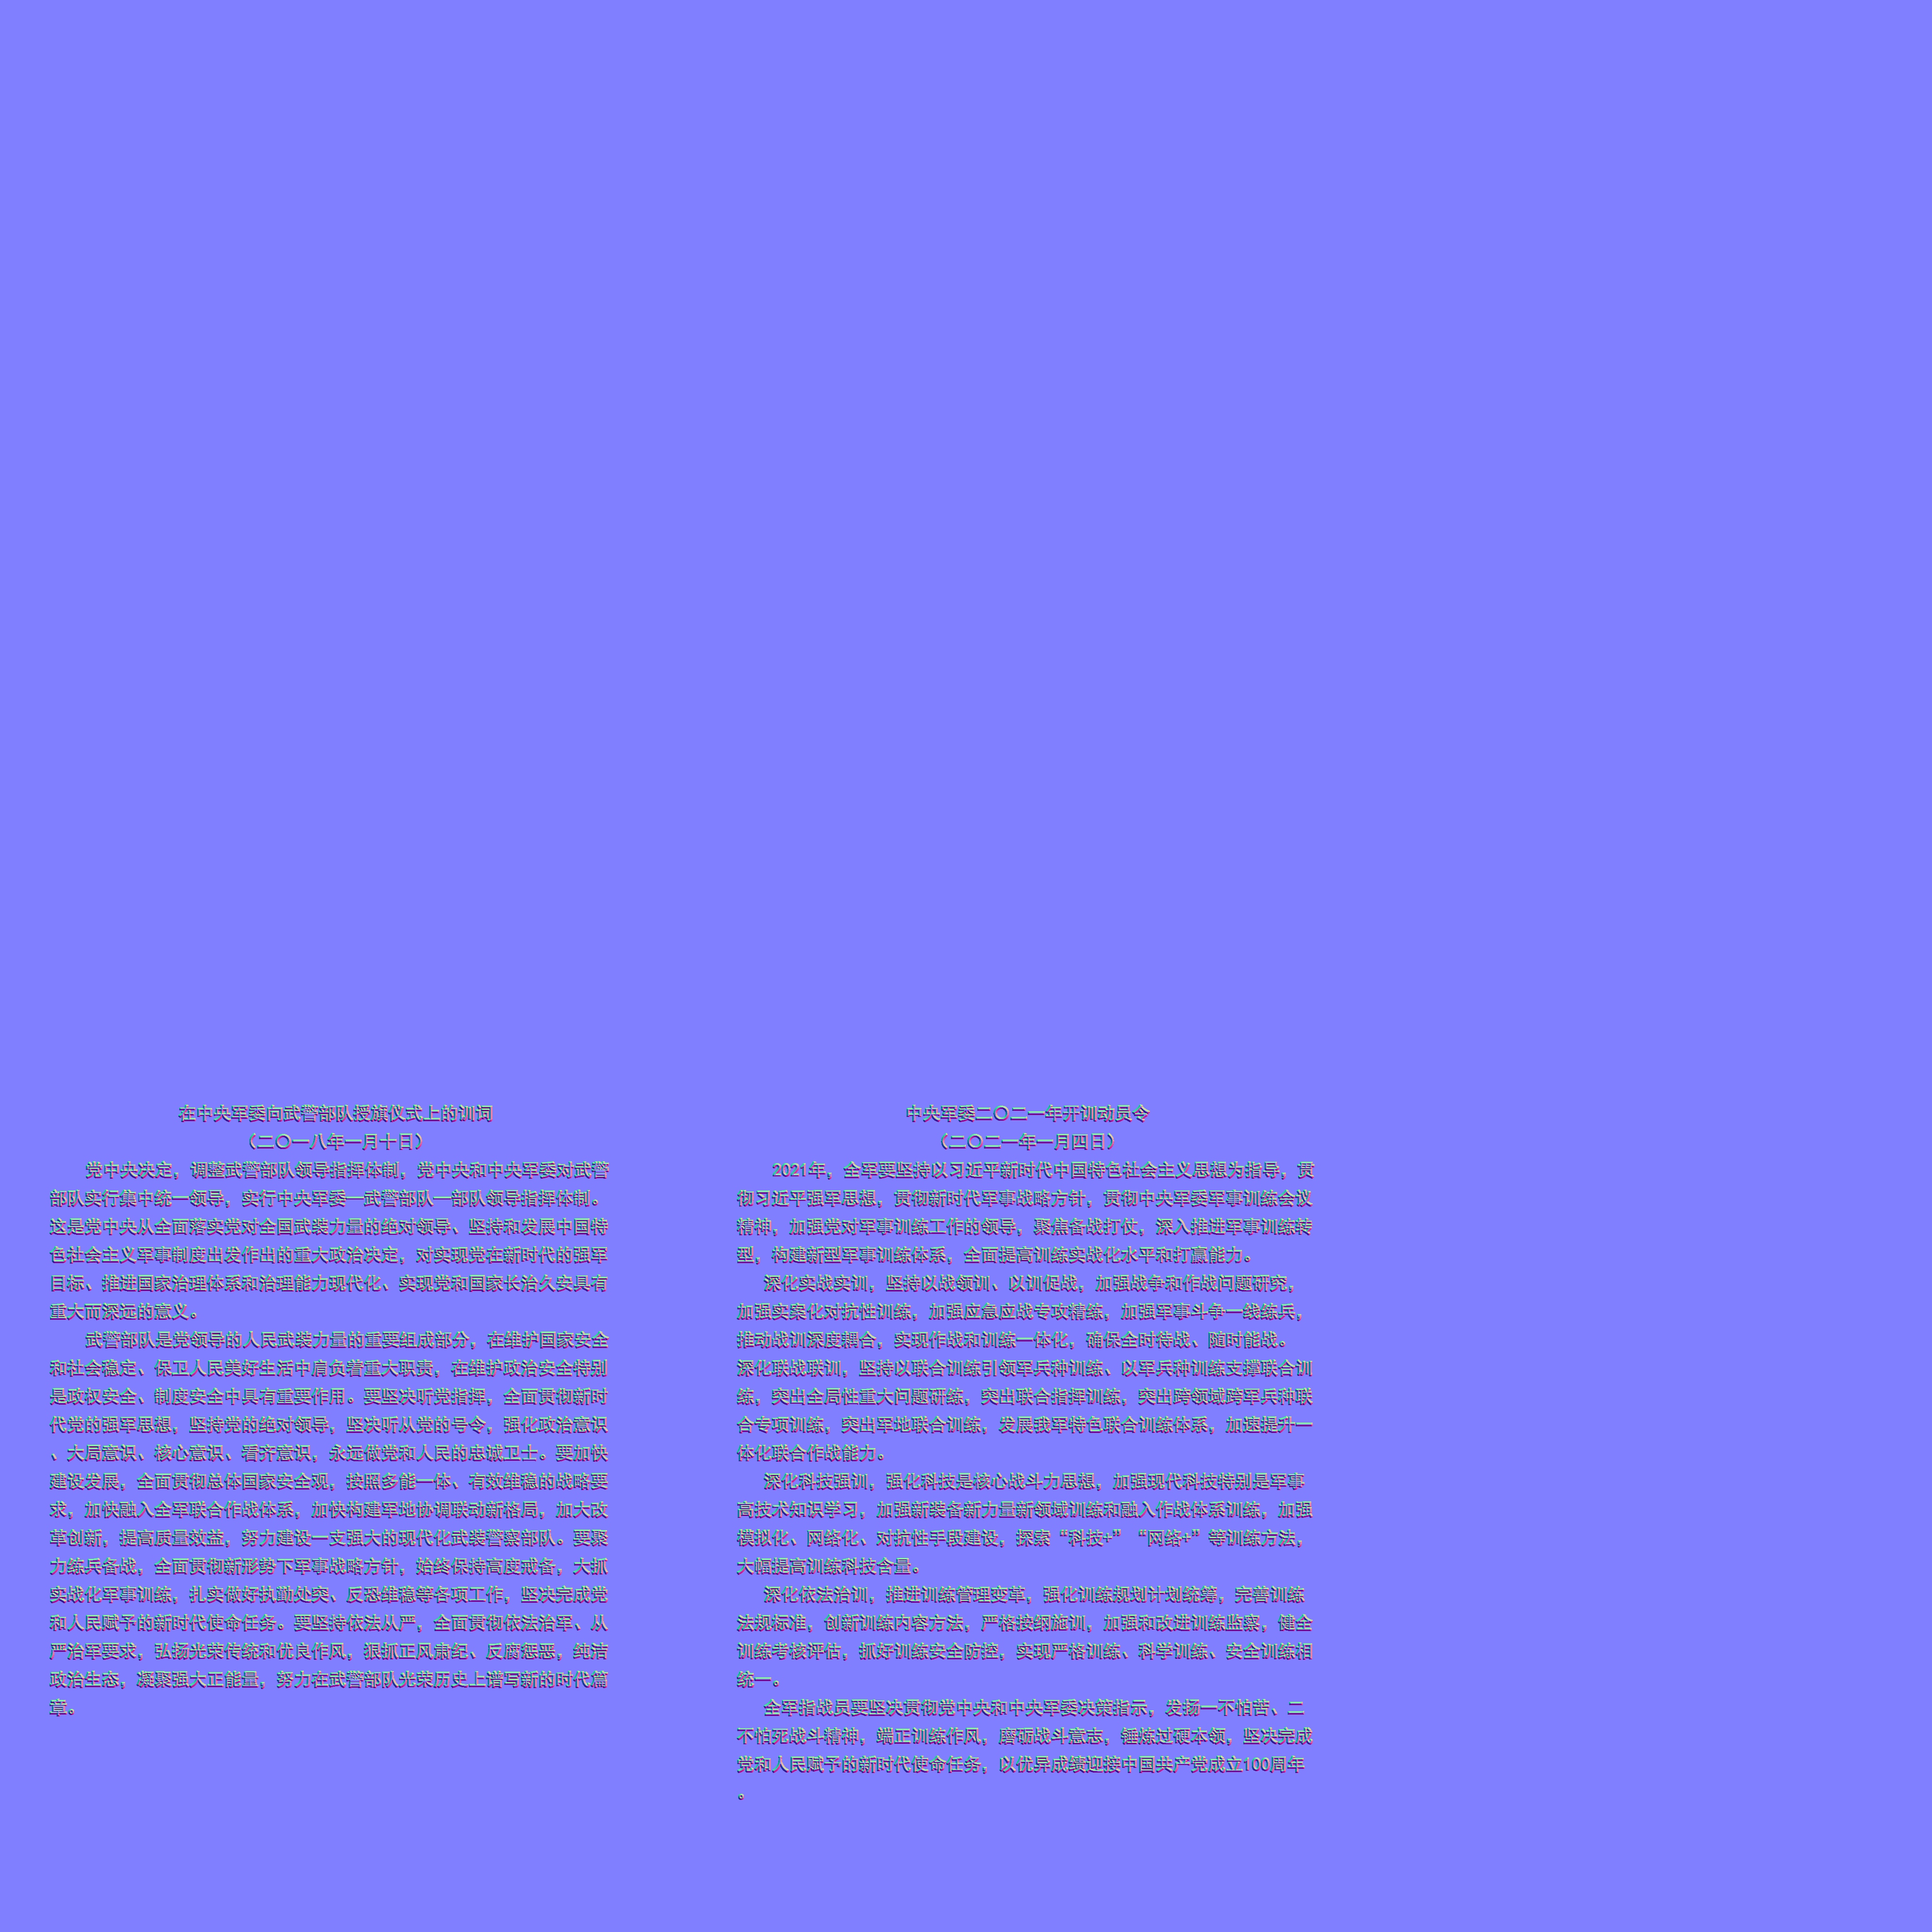 在中央军委向武警部队授旗仪式上的训词
（二〇一八年一月十日）
党中央决定，调整武警部队领导指挥体制，党中央和中央军委对武警
部队实行集中统一领导，实行中央军委—武警部队—部队领导指挥体制。
这是党中央从全面落实党对全国武装力量的绝对领导、坚持和发展中国特
色社会主义军事制度出发作出的重大政治决定，对实现党在新时代的强军
目标、推进国家治理体系和治理能力现代化、实现党和国家长治久安具有
重大而深远的意义。
武警部队是党领导的人民武装力量的重要组成部分，在维护国家安全
和社会稳定、保卫人民美好生活中肩负着重大职责，在维护政治安全特别
是政权安全、制度安全中具有重要作用。要坚决听党指挥，全面贯彻新时
代党的强军思想，坚持党的绝对领导，坚决听从党的号令，强化政治意识
、大局意识、核心意识、看齐意识，永远做党和人民的忠诚卫士。要加快
建设发展，全面贯彻总体国家安全观，按照多能一体、有效维稳的战略要
求，加快融入全军联合作战体系，加快构建军地协调联动新格局，加大改
革创新，提高质量效益，努力建设一支强大的现代化武装警察部队。要聚
力练兵备战，全面贯彻新形势下军事战略方针，始终保持高度戒备，大抓
实战化军事训练，扎实做好执勤处突、反恐维稳等各项工作，坚决完成党
和人民赋予的新时代使命任务。要坚持依法从严，全面贯彻依法治军、从
严治军要求，弘扬光荣传统和优良作风，狠抓正风肃纪、反腐惩恶，纯洁
政治生态，凝聚强大正能量，努力在武警部队光荣历史上谱写新的时代篇
章。
中央军委二〇二一年开训动员令
（二〇二一年一月四日）
2021年，全军要坚持以习近平新时代中国特色社会主义思想为指导，贯
彻习近平强军思想，贯彻新时代军事战略方针，贯彻中央军委军事训练会议
精神，加强党对军事训练工作的领导，聚焦备战打仗，深入推进军事训练转
型，构建新型军事训练体系，全面提高训练实战化水平和打赢能力。
深化实战实训，坚持以战领训、以训促战，加强战争和作战问题研究，
加强实案化对抗性训练，加强应急应战专攻精练，加强军事斗争一线练兵，
推动战训深度耦合，实现作战和训练一体化，确保全时待战、随时能战。
深化联战联训，坚持以联合训练引领军兵种训练、以军兵种训练支撑联合训
练，突出全局性重大问题研练，突出联合指挥训练，突出跨领域跨军兵种联
合专项训练，突出军地联合训练，发展我军特色联合训练体系，加速提升一
体化联合作战能力。
深化科技强训，强化科技是核心战斗力思想，加强现代科技特别是军事
高技术知识学习，加强新装备新力量新领域训练和融入作战体系训练，加强
模拟化、网络化、对抗性手段建设，探索“科技+”“网络+”等训练方法，
大幅提高训练科技含量。
深化依法治训，推进训练管理变革，强化训练规划计划统筹，完善训练
法规标准，创新训练内容方法，严格按纲施训，加强和改进训练监察，健全
训练考核评估，抓好训练安全防控，实现严格训练、科学训练、安全训练相
统一。
全军指战员要坚决贯彻党中央和中央军委决策指示，发扬一不怕苦、二
不怕死战斗精神，端正训练作风，磨砺战斗意志，锤炼过硬本领，坚决完成
党和人民赋予的新时代使命任务，以优异成绩迎接中国共产党成立100周年
。